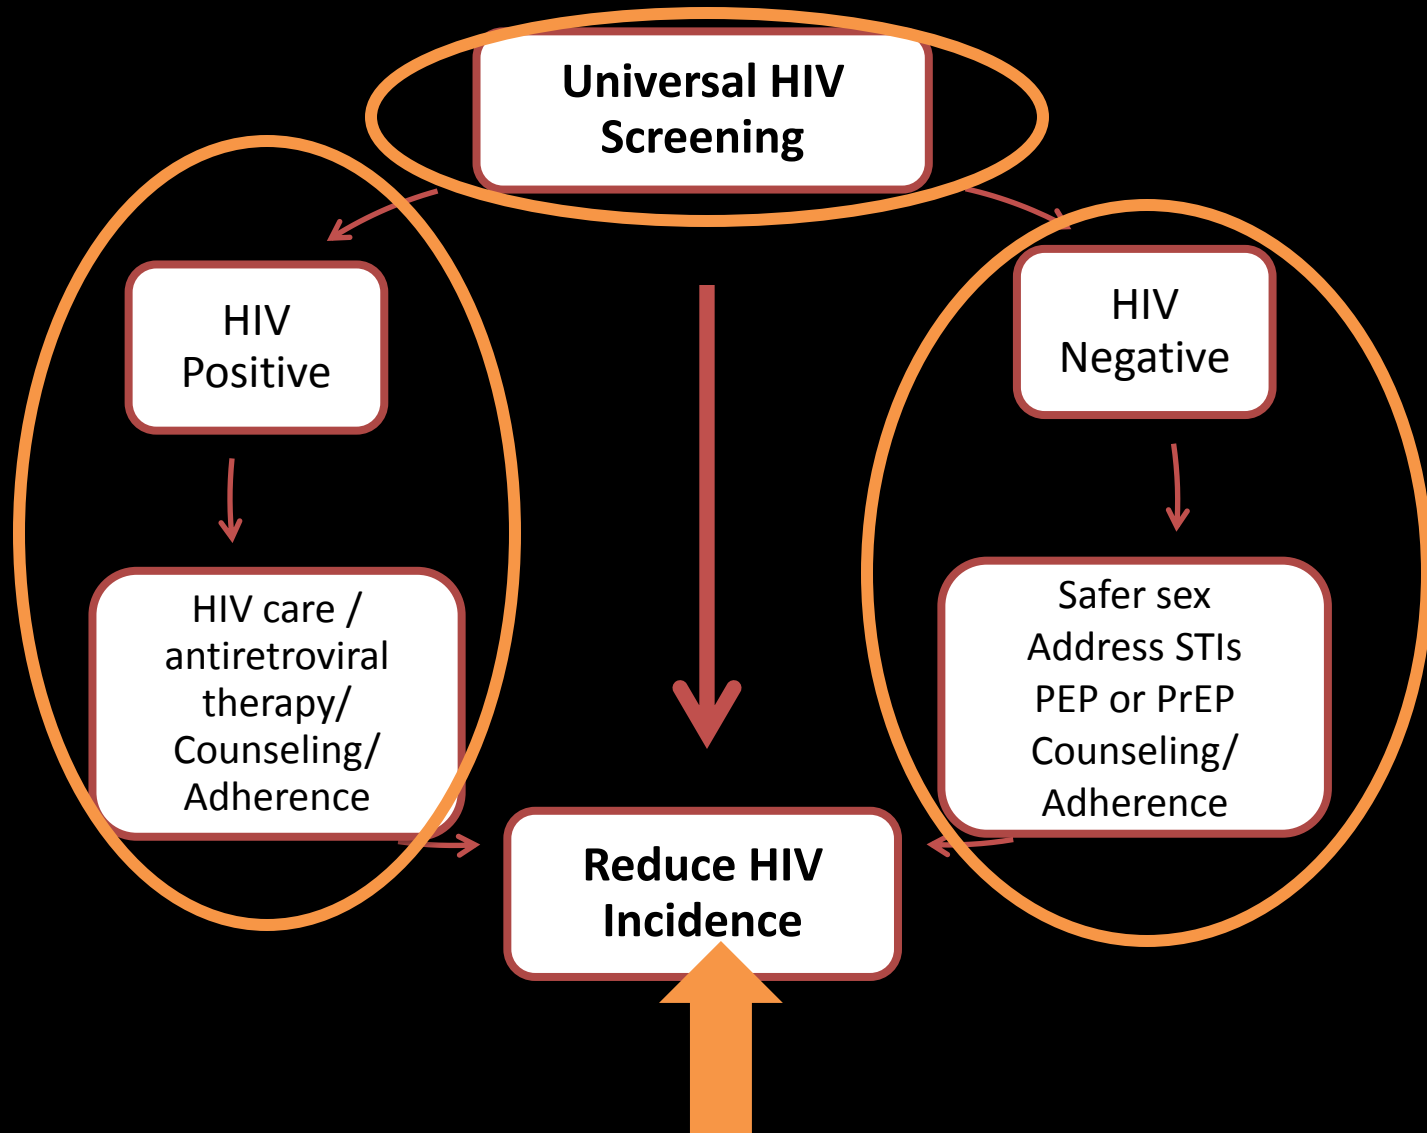 Universal HIV
Screening
HIV
Positive
HIV
Negative
HIV care /
antiretroviral
therapy/
Counseling/
Adherence
Safer sex
Address STIs
PEP or PrEP
Counseling/
Adherence
Reduce HIV
Incidence